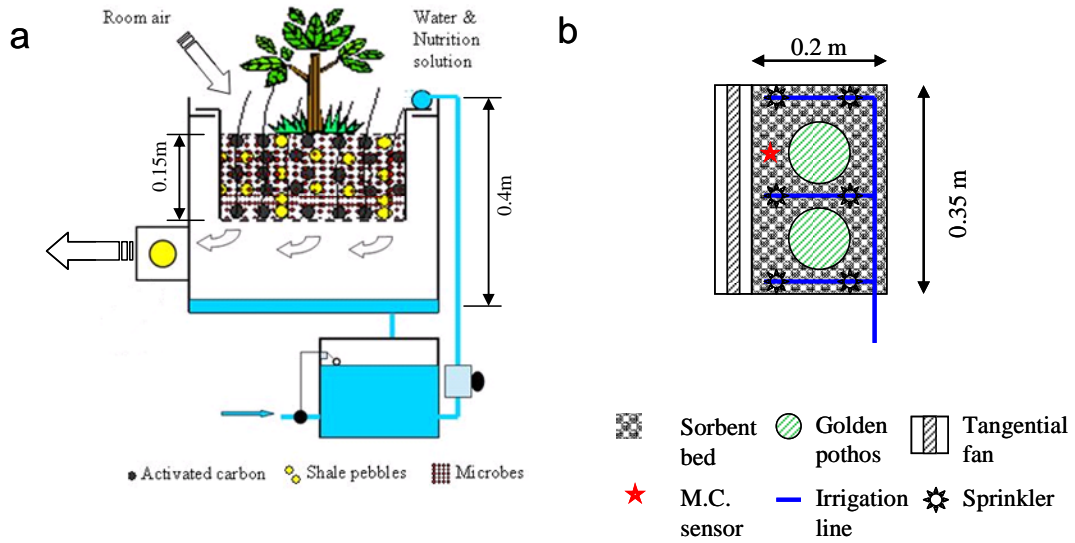 a
Room air
Water &
Nutrition
solution
0.15m
0.4m
Activated carbon
Shale pebbles
Microbes
b
0.2 m
0.35 m
Sorbent
bed
Golden
pothos
Tangential
fan
M.C.
sensor
Irrigation
line
Sprinkler